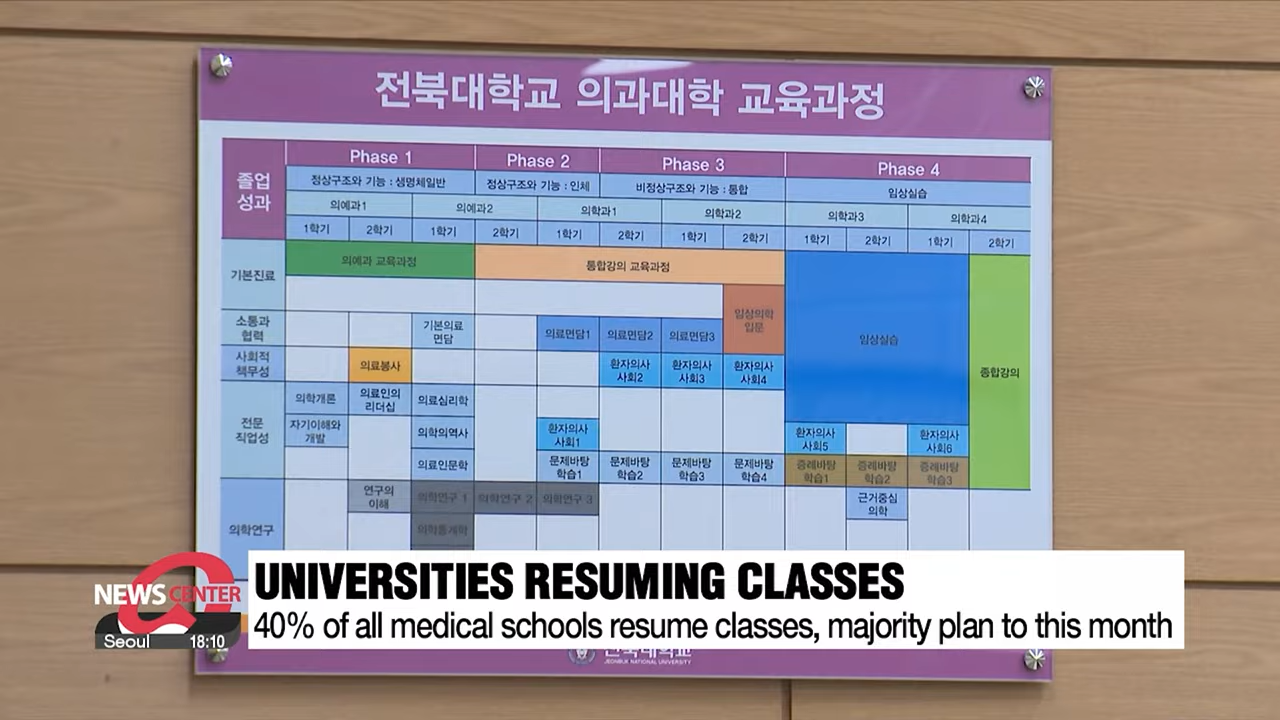 전북대학교 의과대학 교육과정
졸업
성과
Phase 1
Phase 2
Phase 3
Phase 4
정상구조와 기능 : 생명체일반
정상구조와 기능 : 인체
비정상구조와 기능 : 통합
임상실습
의예과1
의예과2
의학과1
의학과2
의학과3
의학과4
1학기
2학기
1학기
2학기
1학기
2학기
1학기
2학기
1학기
2학기
1학기
2학기
기본진료
의예과 교육과정
통합강의 교육과정
임상의학
입문
임상실습
종합강의
소통과
협력
기본의료
면담
의료면담1
의료면담2
의료면담3
사회적
책무성
의료봉사
환자의사
사회2
환자의사
사회3
환자의사
사회4
전문
직업성
의학개론
의료인의
리더십
의료심리학
자기이해와
개발
의학의역사
환자의사
사회1
환자의사
사회5
환자의사
사회6
의료인문학
문제바탕
학습1
문제바탕
학습2
문제바탕
학습3
문제바탕
학습4
증례바탕
학습1
증례바탕
학습2
증례바탕
학습3
의학연구
연구의
이해
의학연구 1
의학연구 2
의학연구 3
근거중심
의학
의학통계학
NEWS CENTER
Seoul 18:10
UNIVERSITIES RESUMING CLASSES
40% of all medical schools resume classes, majority plan to this month
전북대학교
JEONBUK NATIONAL UNIVERSITY